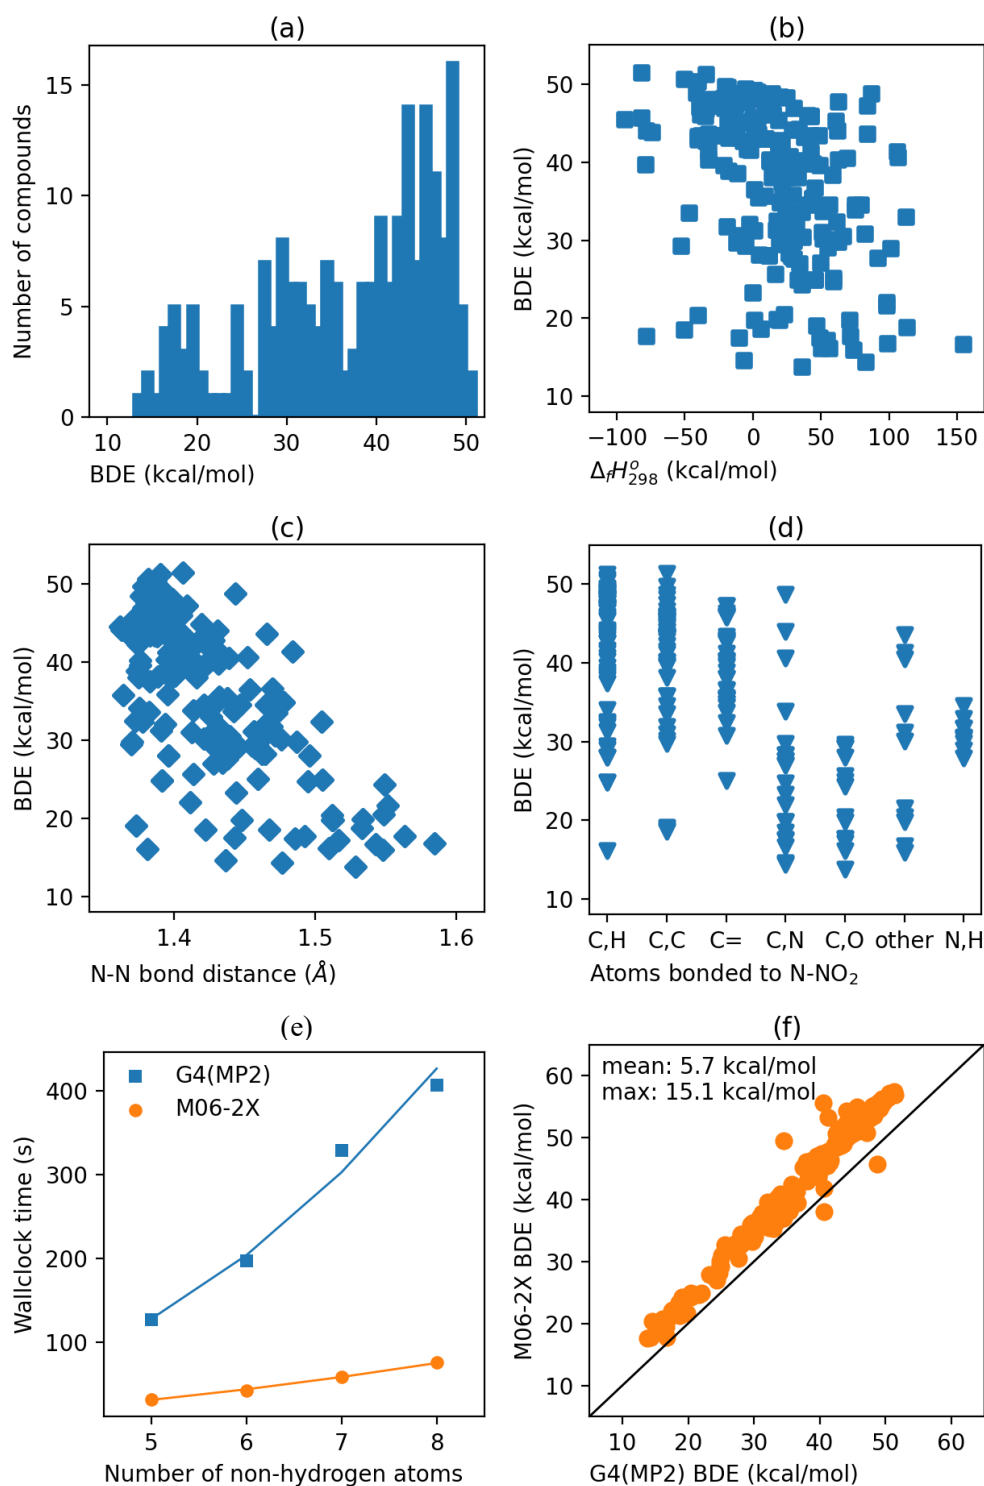 (a)
15
10
5
0
Number of compounds
10 20 30 40 50
BDE (kcal/mol)
(b)
50
40
30
20
10
BDE (kcal/mol)
−100 −50 0 50 100 150
ΔfH°298 (kcal/mol)
(c)
50
40
30
20
10
BDE (kcal/mol)
1.4 1.5 1.6
N-N bond distance (Å)
(d)
50
40
30
20
10
BDE (kcal/mol)
C,H C,C C= C,N C,O other N,H
Atoms bonded to N-NO₂
(e)
G4(MP2)
M06-2X
400
300
200
100
Wallclock time (s)
5 6 7 8
Number of non-hydrogen atoms
(f)
mean: 5.7 kcal/mol
max: 15.1 kcal/mol
60
50
40
30
20
10
M06-2X BDE (kcal/mol)
10 20 30 40 50 60
G4(MP2) BDE (kcal/mol)